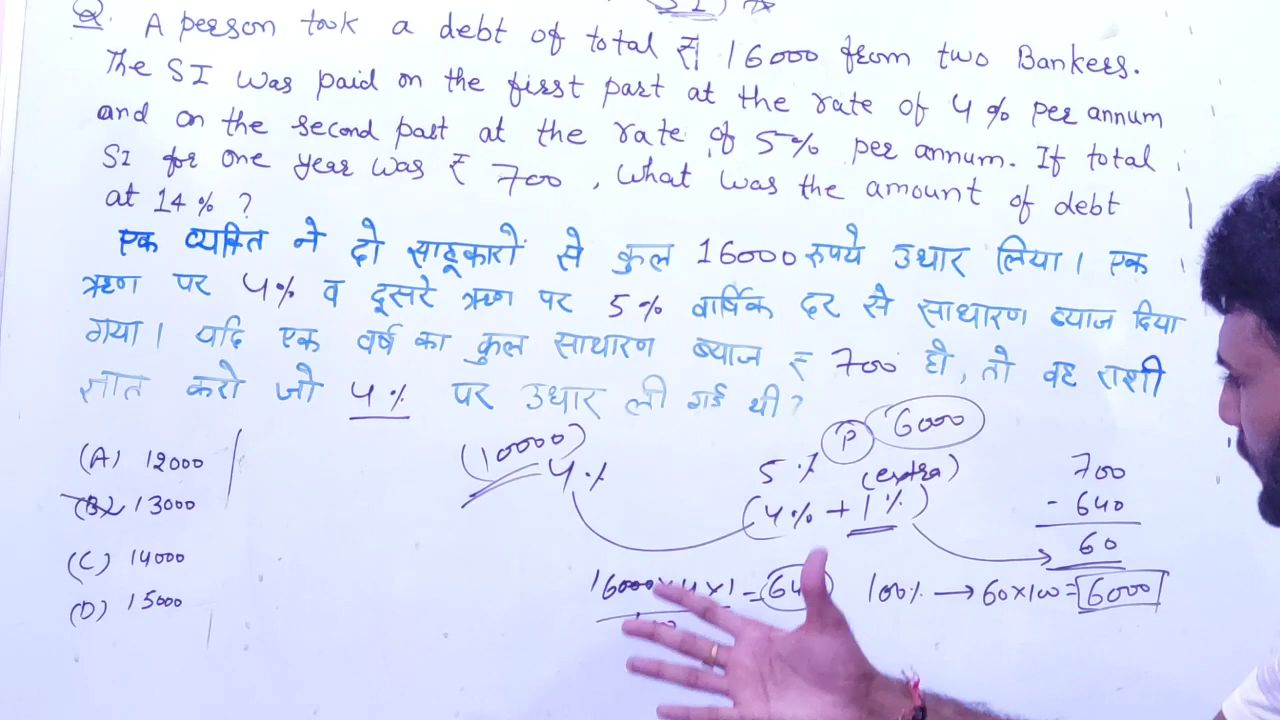 Q. A person took a debt of total ₹ 16000 from two Bankers.
The SI was paid on the first part at the rate of 4% per annum
and on the second part at the rate of 5% per annum. If total
SI for one year was ₹ 700, what was the amount of debt
at 14% ?
एक व्यक्ति ने दो साहूकारो से कुल 16000 रुपये उधार लिया। एक
ऋण पर 4% व दूसरे ऋण पर 5% वार्षिक दर से साधारण ब्याज दिया
गया। यदि एक वर्ष का कुल साधारण ब्याज ₹ 700 हो, तो वह राशी
ज्ञात करो जो 4% पर उधार ली गई थी?
(A) 12000
(B) 13000
(C) 14000
(D) 15000
(10000)
4%
P 6000
5% (extra)
(4% + 1%)
700
- 640
60
16000×4×1 = 64
100% → 60×100 = 6000